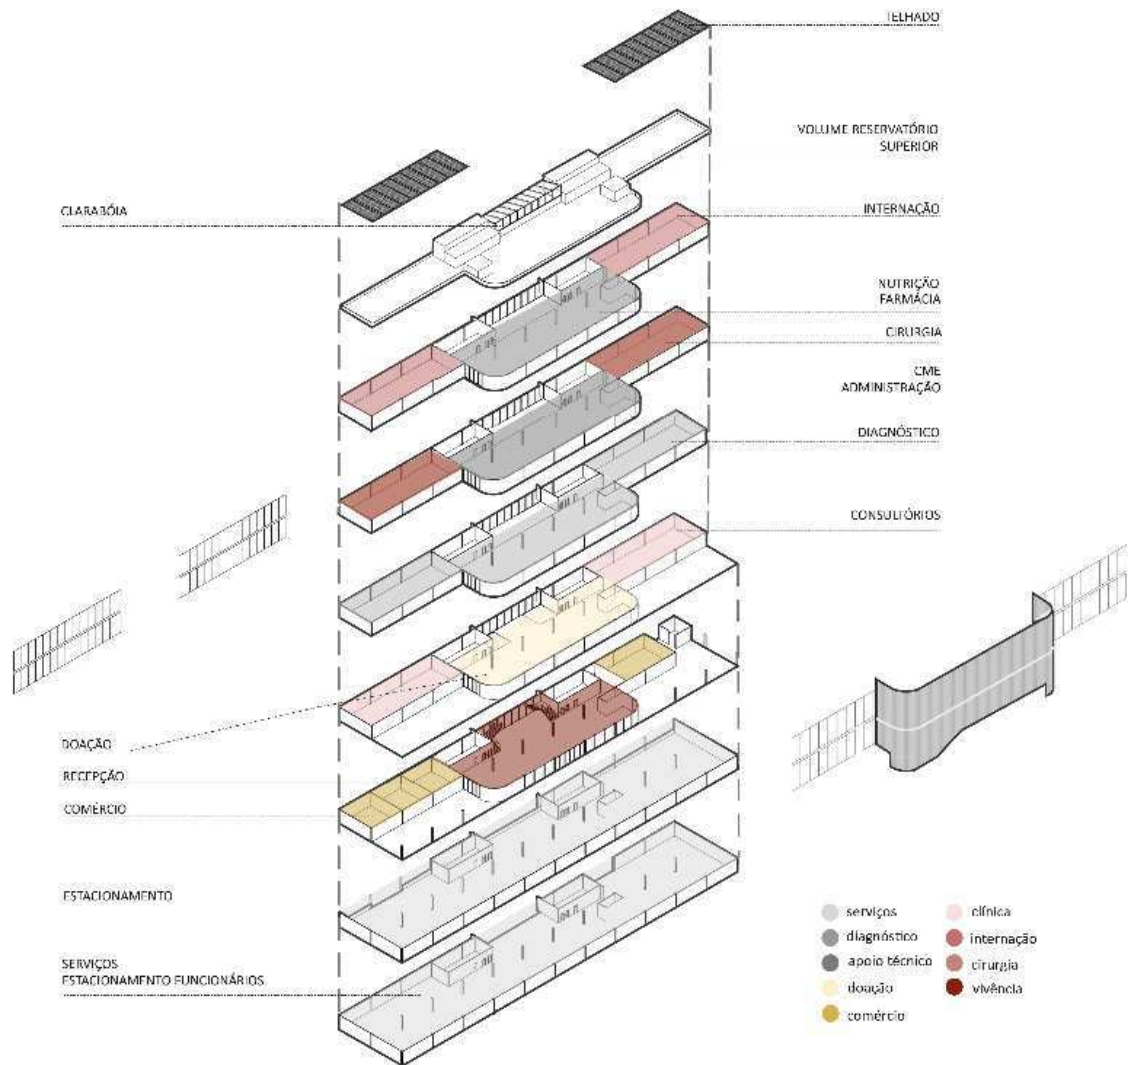 TELHADO
VOLUME RESERVATÓRIO
SUPERIOR
CLARABÓIA
INTERNAÇÃO
NUTRIÇÃO
FARMÁCIA
CIRURGIA
CME
ADMINISTRAÇÃO
DIAGNÓSTICO
CONSULTÓRIOS
DOAÇÃO
RECEPÇÃO
COMÉRCIO
ESTACIONAMENTO
SERVIÇOS
ESTACIONAMENTO FUNCIONÁRIOS
serviços
diagnóstico
apoio técnico
doação
comércio
clínica
internação
cirurgia
vivência